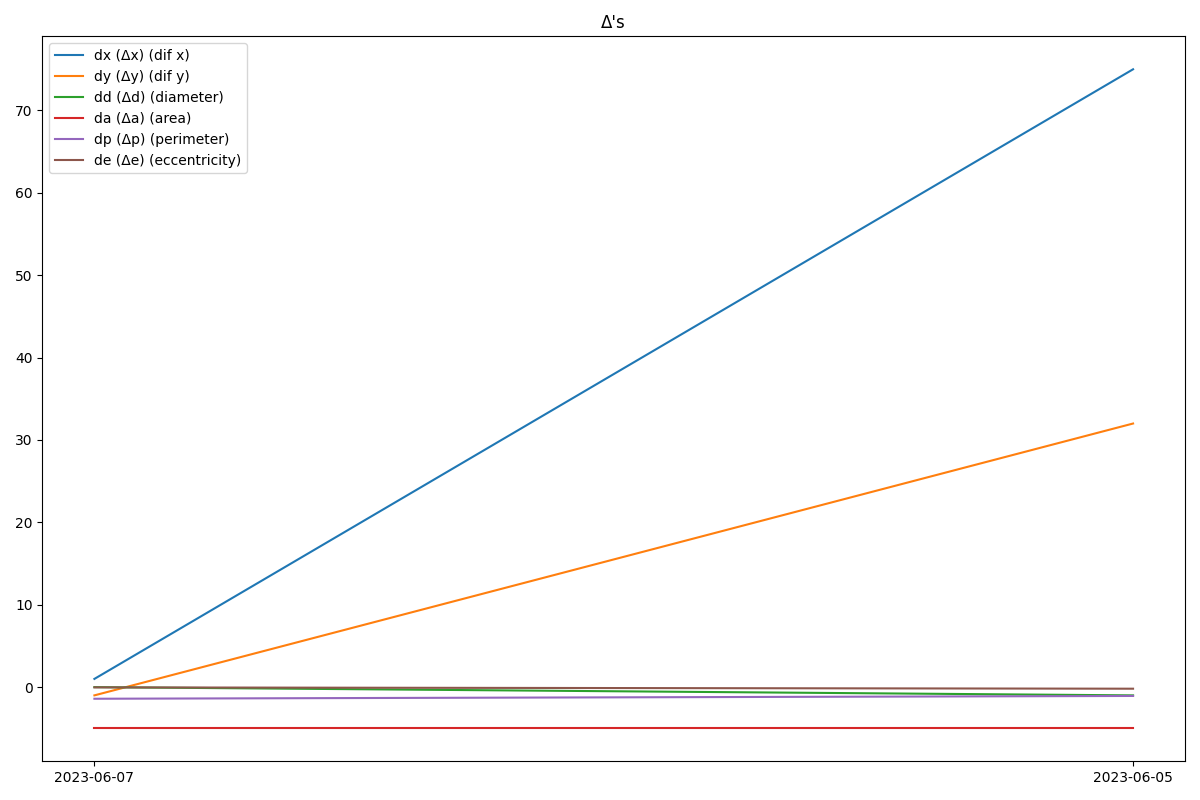 Δ's
dx (Δx) (dif x)
dy (Δy) (dif y)
dd (Δd) (diameter)
da (Δa) (area)
dp (Δp) (perimeter)
de (Δe) (eccentricity)
70
60
50
40
30
20
10
0
2023-06-07
2023-06-05